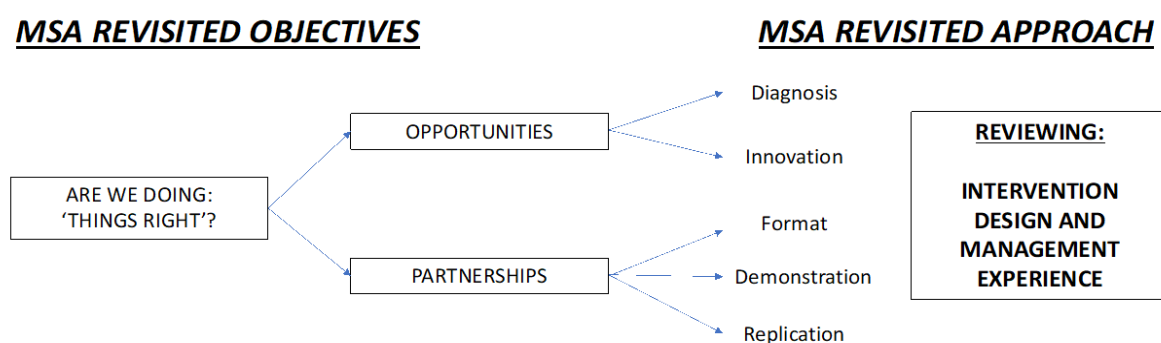 MSA REVISITED OBJECTIVES
MSA REVISITED APPROACH
ARE WE DOING:
‘THINGS RIGHT’?
OPPORTUNITIES
PARTNERSHIPS
Diagnosis
Innovation
Format
Demonstration
Replication
REVIEWING:
INTERVENTION
DESIGN AND
MANAGEMENT
EXPERIENCE